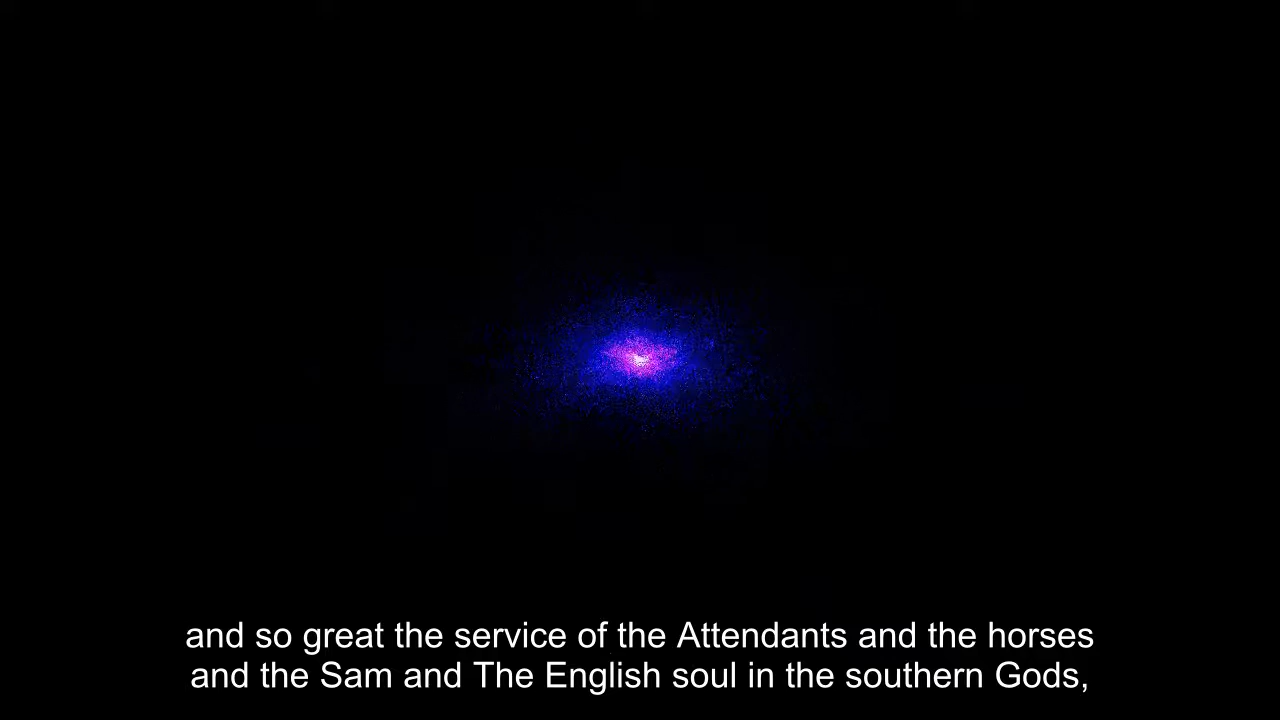 and so great the service of the Attendants and the horses
and the Sam and The English soul in the southern Gods,